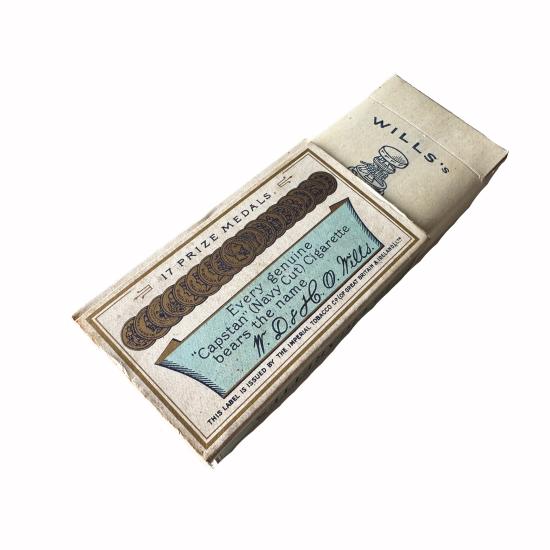 WILLS's
17 PRIZE MEDALS.
Every genuine
"Capstan" (Navy Cut) Cigarette
bears the name
W. D. & H. O. Wills.
THIS LABEL IS ISSUED BY THE IMPERIAL TOBACCO Co (OF GREAT BRITAIN & IRELAND), LTD